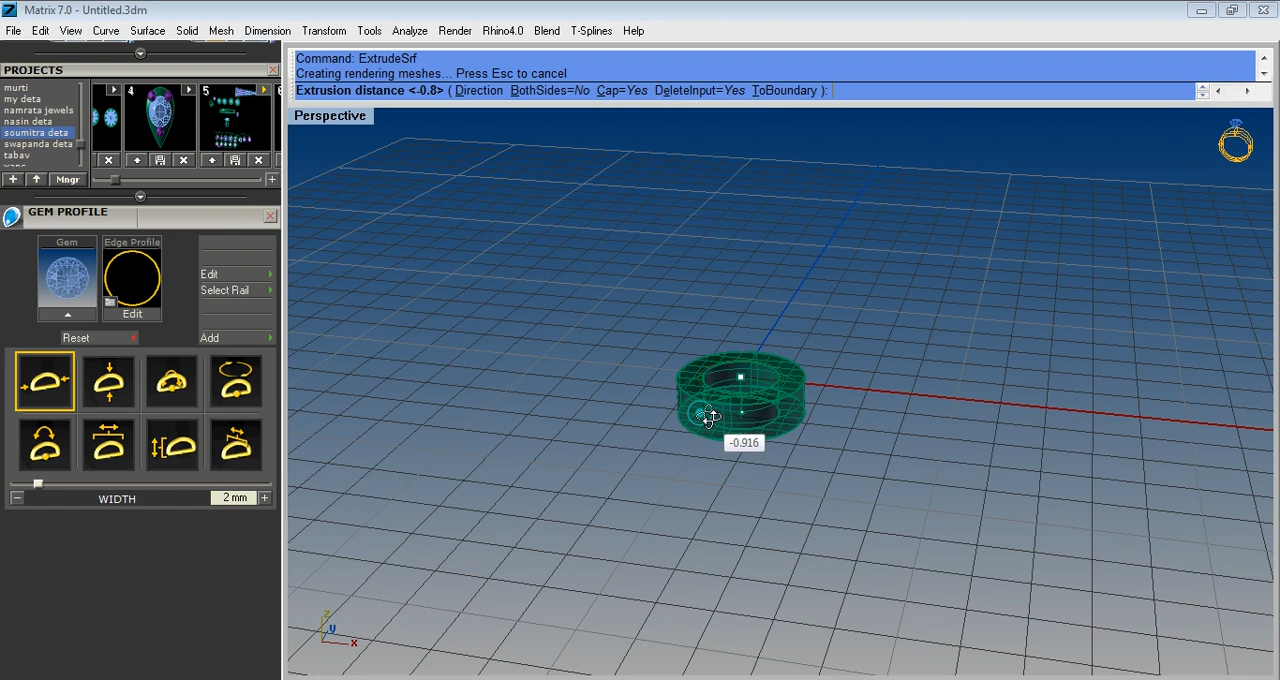 Matrix 7.0 - Untitled.3dm
File Edit View Curve Surface Solid Mesh Dimension Transform Tools Analyze Render Rhino4.0 Blend T-Splines Help
Command: ExtrudeSrf
Creating rendering meshes... Press Esc to cancel
Extrusion distance <-0.8> ( Direction BothSides=No Cap=Yes DeleteInput=Yes ToBoundary ):
PROJECTS
murti
my deta
namrata jewels
nasin deta
soumitra deta
swapanda deta
tabav
4
5
Mngr
Perspective
GEM PROFILE
Gem
Edge Profile
Edit
Edit
Select Rail
Reset
Add
WIDTH
2 mm
-0.916
z
y
x